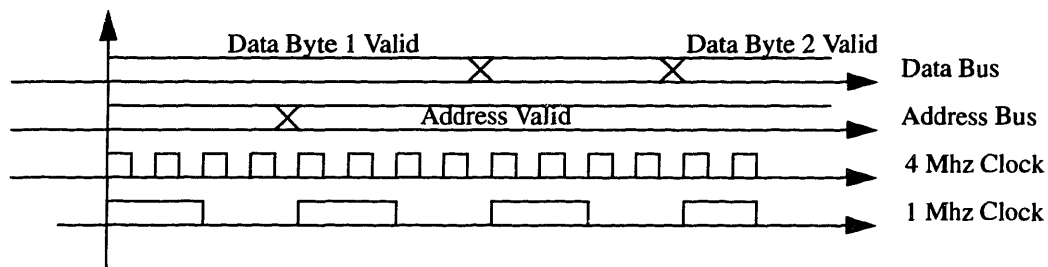 Data Byte 1 Valid
Data Byte 2 Valid
Data Bus
Address Valid
Address Bus
4 Mhz Clock
1 Mhz Clock